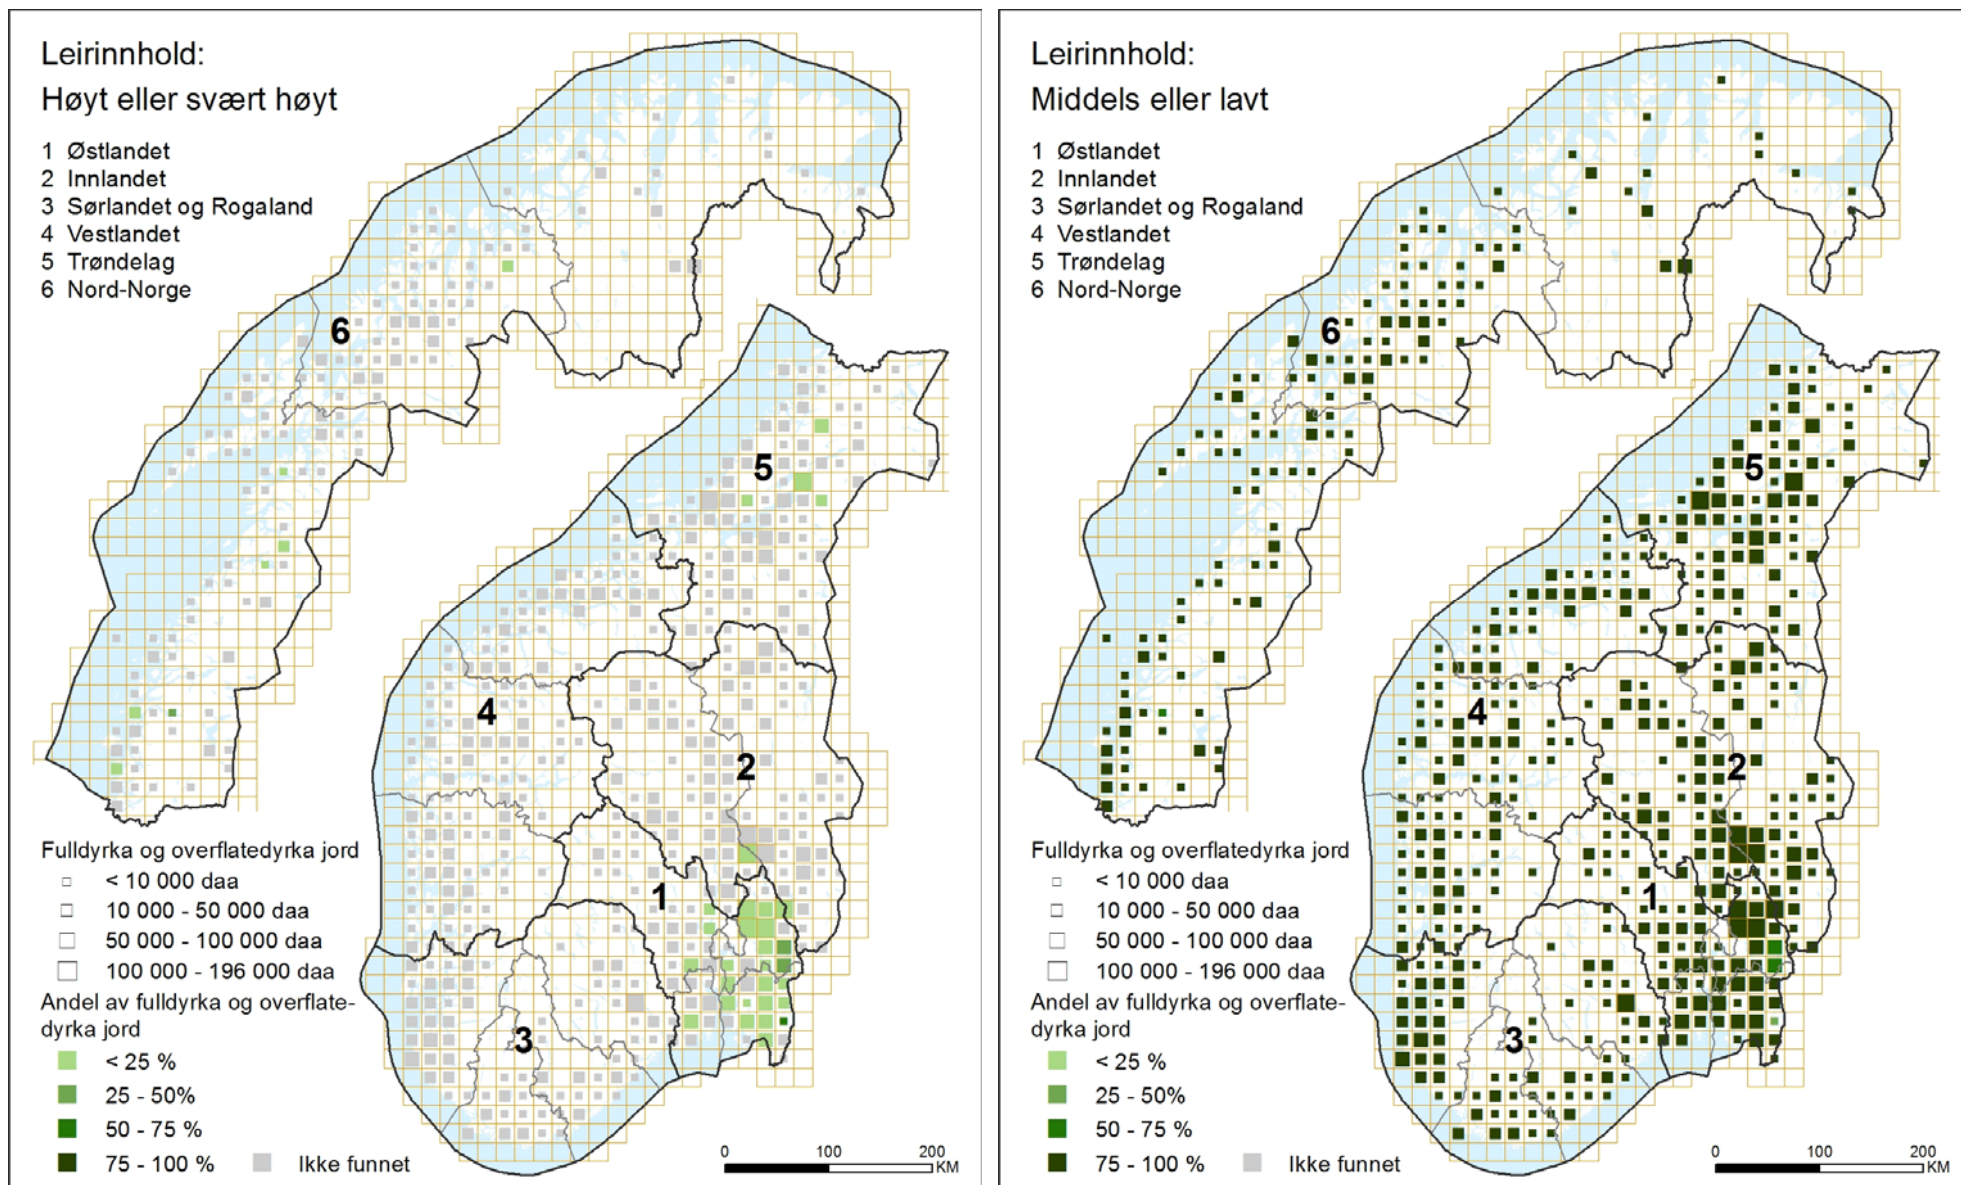 Leirinnhold:
Høyt eller svært høyt
1 Østlandet
2 Innlandet
3 Sørlandet og Rogaland
4 Vestlandet
5 Trøndelag
6 Nord-Norge
6
5
4
2
1
3
Fulldyrka og overflatedyrka jord
< 10 000 daa
10 000 - 50 000 daa
50 000 - 100 000 daa
100 000 - 196 000 daa
Andel av fulldyrka og overflate-
dyrka jord
< 25 %
25 - 50%
50 - 75 %
75 - 100 %
Ikke funnet
0 100 200
KM
Leirinnhold:
Middels eller lavt
1 Østlandet
2 Innlandet
3 Sørlandet og Rogaland
4 Vestlandet
5 Trøndelag
6 Nord-Norge
6
5
4
2
1
3
Fulldyrka og overflatedyrka jord
< 10 000 daa
10 000 - 50 000 daa
50 000 - 100 000 daa
100 000 - 196 000 daa
Andel av fulldyrka og overflate-
dyrka jord
< 25 %
25 - 50%
50 - 75 %
75 - 100 %
Ikke funnet
0 100 200
KM